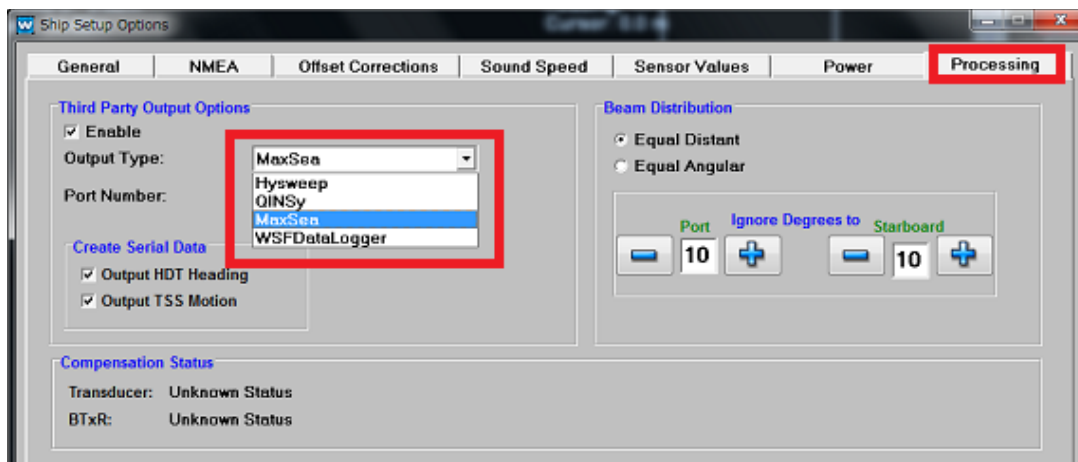 Ship Setup Options
Cursor 0.0
General NMEA Offset Corrections Sound Speed Sensor Values Power Processing
Third Party Output Options
Enable
Output Type: MaxSea
Hysweep
QINSy
MaxSea
WSFDataLogger
Port Number:
Create Serial Data
Output HDT Heading
Output TSS Motion
Beam Distribution
Equal Distant
Equal Angular
Port Ignore Degrees to Starboard
10 10
Compensation Status
Transducer: Unknown Status
BTxR: Unknown Status